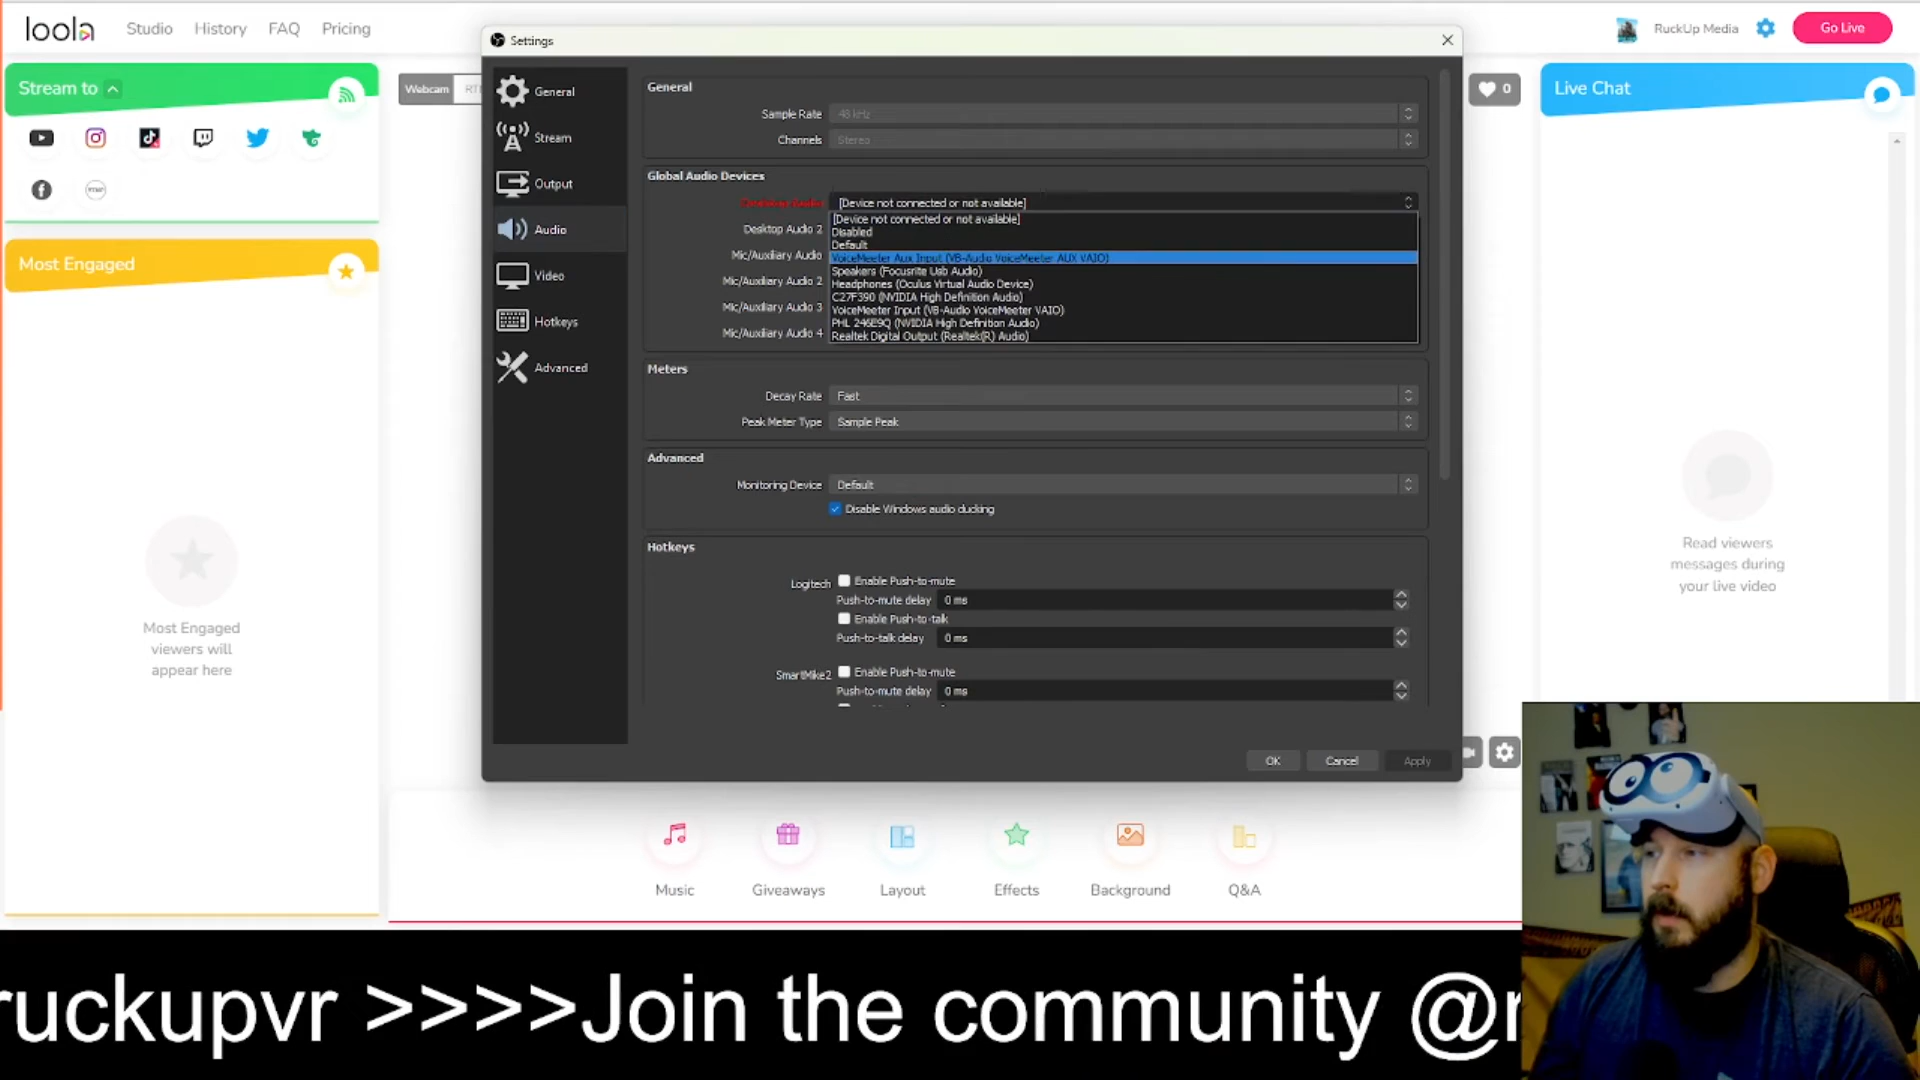 loola
Studio
History
FAQ
Pricing
RuckUp Media
Go Live
Stream to
Most Engaged
Most Engaged
viewers will
appear here
Webcam
0
Live Chat
Read viewers
messages during
your live video
Settings
General
Stream
Output
Audio
Video
Hotkeys
Advanced
General
Sample Rate 48 kHz
Channels Stereo
Global Audio Devices
Desktop Audio [Device not connected or not available]
[Device not connected or not available]
Desktop Audio 2
Disabled
Default
Mic/Auxiliary Audio
VoiceMeeter Aux Input (VB-Audio VoiceMeeter AUX VAIO)
Speakers (Focusrite Usb Audio)
Mic/Auxiliary Audio 2
Headphones (Oculus Virtual Audio Device)
C27F390 (NVIDIA High Definition Audio)
Mic/Auxiliary Audio 3
VoiceMeeter Input (VB-Audio VoiceMeeter VAIO)
PHL 246E9Q (NVIDIA High Definition Audio)
Mic/Auxiliary Audio 4
Realtek Digital Output (Realtek(R) Audio)
Meters
Decay Rate Fast
Peak Meter Type Sample Peak
Advanced
Monitoring Device Default
Disable Windows audio ducking
Hotkeys
Logitech Enable Push-to-mute
Push-to-mute delay 0 ms
Enable Push-to-talk
Push-to-talk delay 0 ms
SmartMike2 Enable Push-to-mute
Push-to-mute delay 0 ms
OK
Cancel
Apply
Music
Giveaways
Layout
Effects
Background
Q&A
ruckupvr >>>>Join the community @r